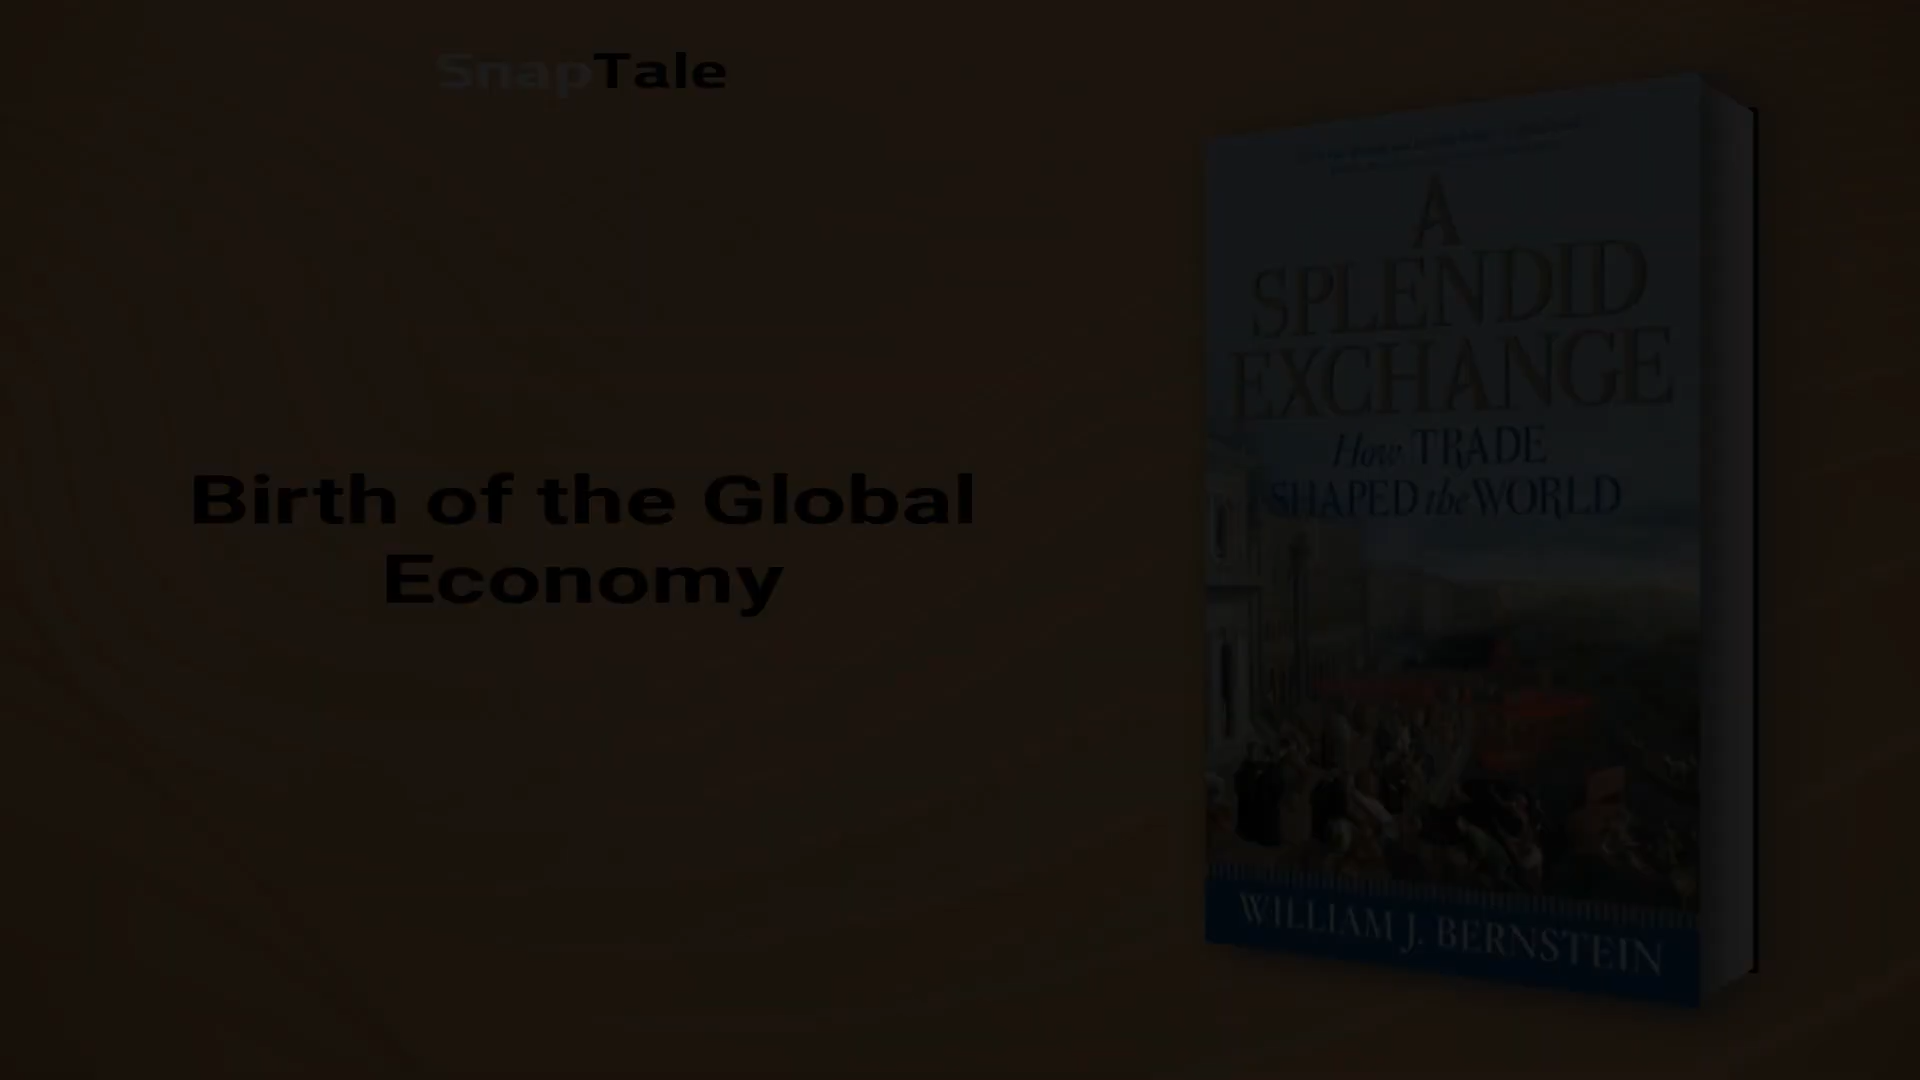 SnapTale
Birth of the Global
Economy
A
SPLENDID
EXCHANGE
How TRADE
SHAPED the WORLD
WILLIAM J. BERNSTEIN